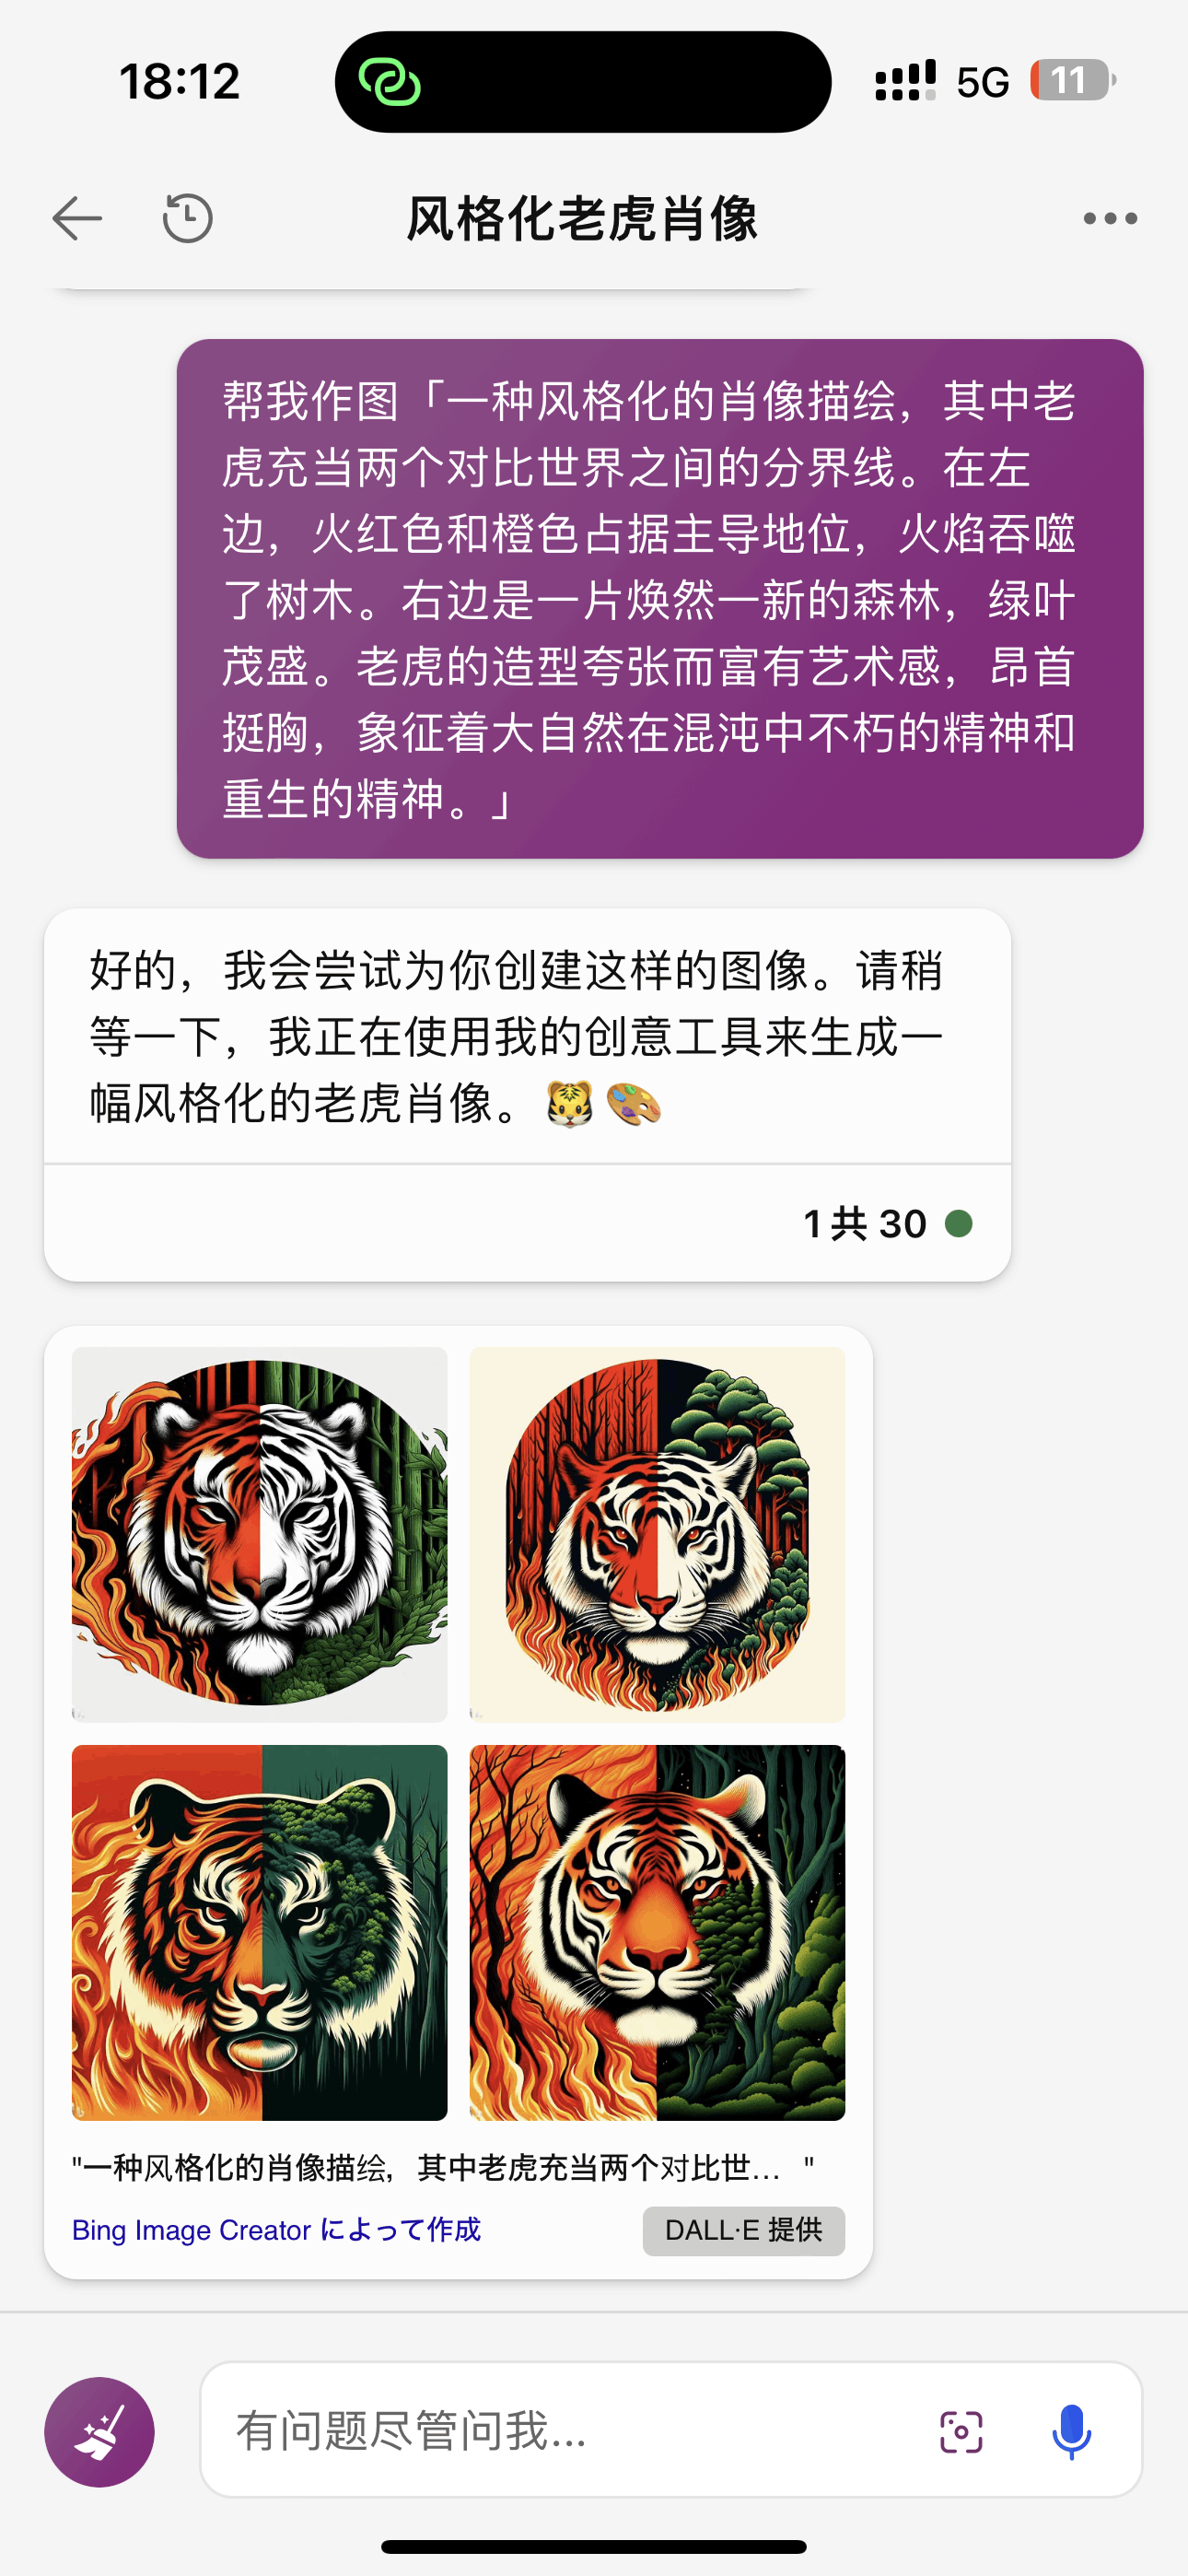 18:12
5G
11
风格化老虎肖像
帮我作图「一种风格化的肖像描绘，其中老
虎充当两个对比世界之间的分界线。在左
边，火红色和橙色占据主导地位，火焰吞噬
了树木。右边是一片焕然一新的森林，绿叶
茂盛。老虎的造型夸张而富有艺术感，昂首
挺胸，象征着大自然在混沌中不朽的精神和
重生的精神。」
好的，我会尝试为你创建这样的图像。请稍
等一下，我正在使用我的创意工具来生成一
幅风格化的老虎肖像。🐯🎨
1 共 30
"一种风格化的肖像描绘，其中老虎充当两个对比世... "
Bing Image Creator によって作成
DALL·E 提供
有问题尽管问我...